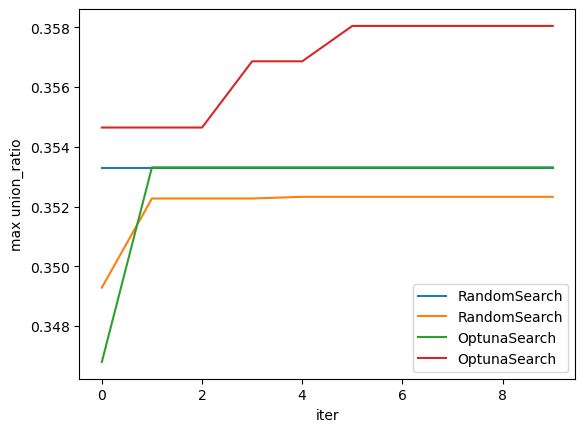 0.358
0.356
0.354
0.352
0.350
0.348
max union_ratio
0
2
4
6
8
iter
RandomSearch
RandomSearch
OptunaSearch
OptunaSearch